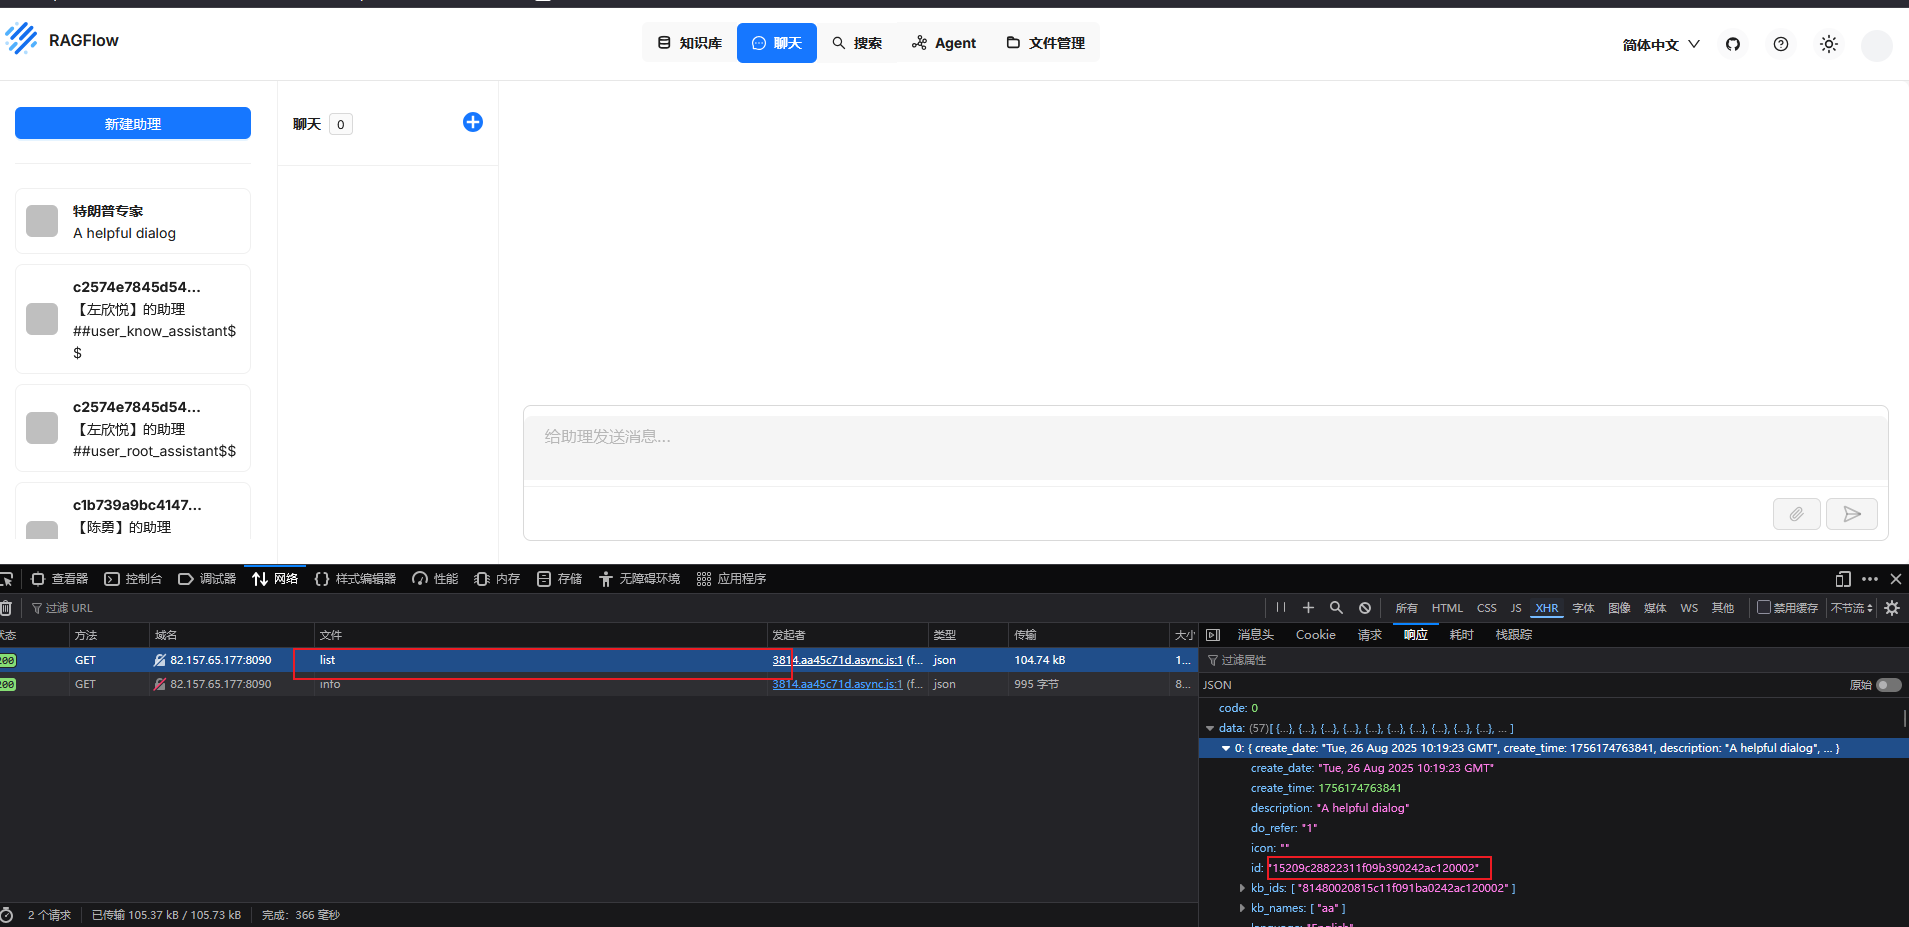 RAGFlow
知识库
聊天
搜索
Agent
文件管理
简体中文
新建助理
特朗普专家
A helpful dialog
c2574e7845d54...
【左欣悦】的助理
##user_know_assistant$
$
c2574e7845d54...
【左欣悦】的助理
##user_root_assistant$$
c1b739a9bc4147...
【陈勇】的助理
聊天 0
给助理发送消息...
查看器 控制台 调试器 网络 样式编辑器 性能 内存 存储 无障碍环境 应用程序
过滤 URL
所有 HTML CSS JS XHR 字体 图像 媒体 WS 其他 禁用缓存 不节流
状态 方法 域名 文件 发起者 类型 传输 大小
200 GET 82.157.65.177:8090 list 3814.aa45c71d.async.js:1 (f... json 104.74 kB 1...
200 GET 82.157.65.177:8090 info 3814.aa45c71d.async.js:1 (f... json 995 字节 8...
2 个请求 已传输 105.37 kB / 105.73 kB 完成：366 毫秒
消息头 Cookie 请求 响应 耗时 栈跟踪
过滤属性
JSON 原始
code: 0
data: (57)[ {…}, {…}, {…}, {…}, {…}, {…}, {…}, {…}, {…}, {…}, … ]
0: { create_date: "Tue, 26 Aug 2025 10:19:23 GMT", create_time: 1756174763841, description: "A helpful dialog", … }
create_date: "Tue, 26 Aug 2025 10:19:23 GMT"
create_time: 1756174763841
description: "A helpful dialog"
do_refer: "1"
icon: ""
id: "15209c28822311f09b390242ac120002"
kb_ids: [ "81480020815c11f091ba0242ac120002" ]
kb_names: [ "aa" ]
language: "English"